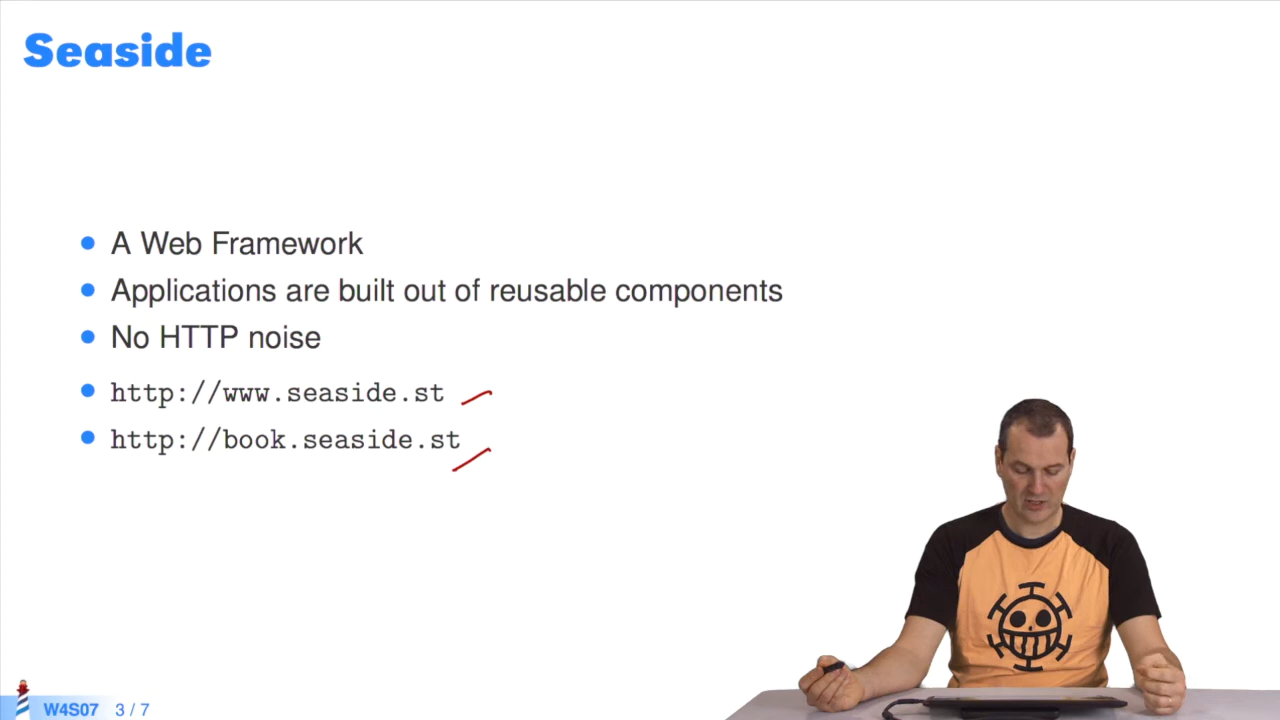 Seaside
A Web Framework
Applications are built out of reusable components
No HTTP noise
http://www.seaside.st
http://book.seaside.st
W4S07 3 / 7